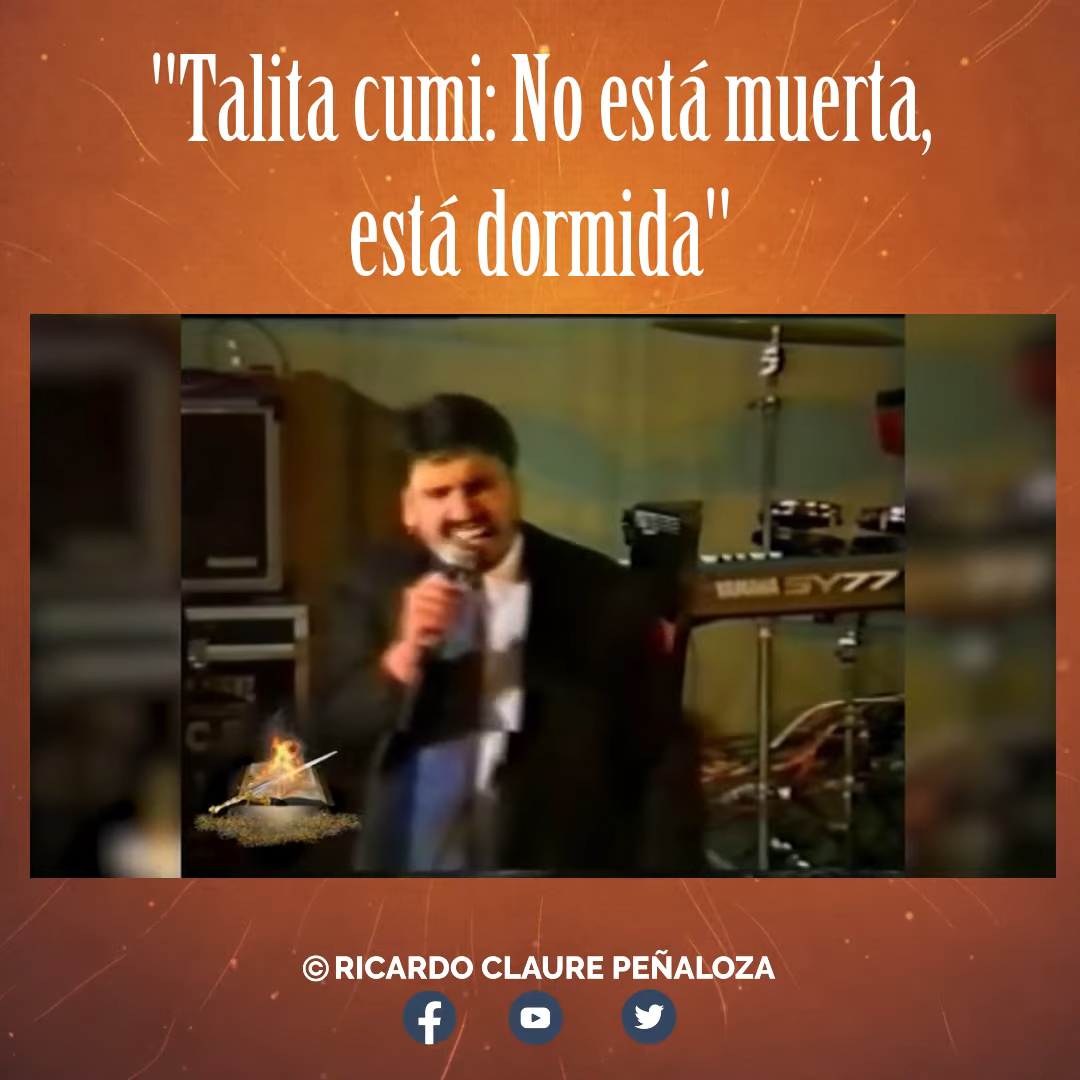 "Talita cumi: No está muerta,
está dormida"
YAMAHA SY77
© RICARDO CLAURE PEÑALOZA